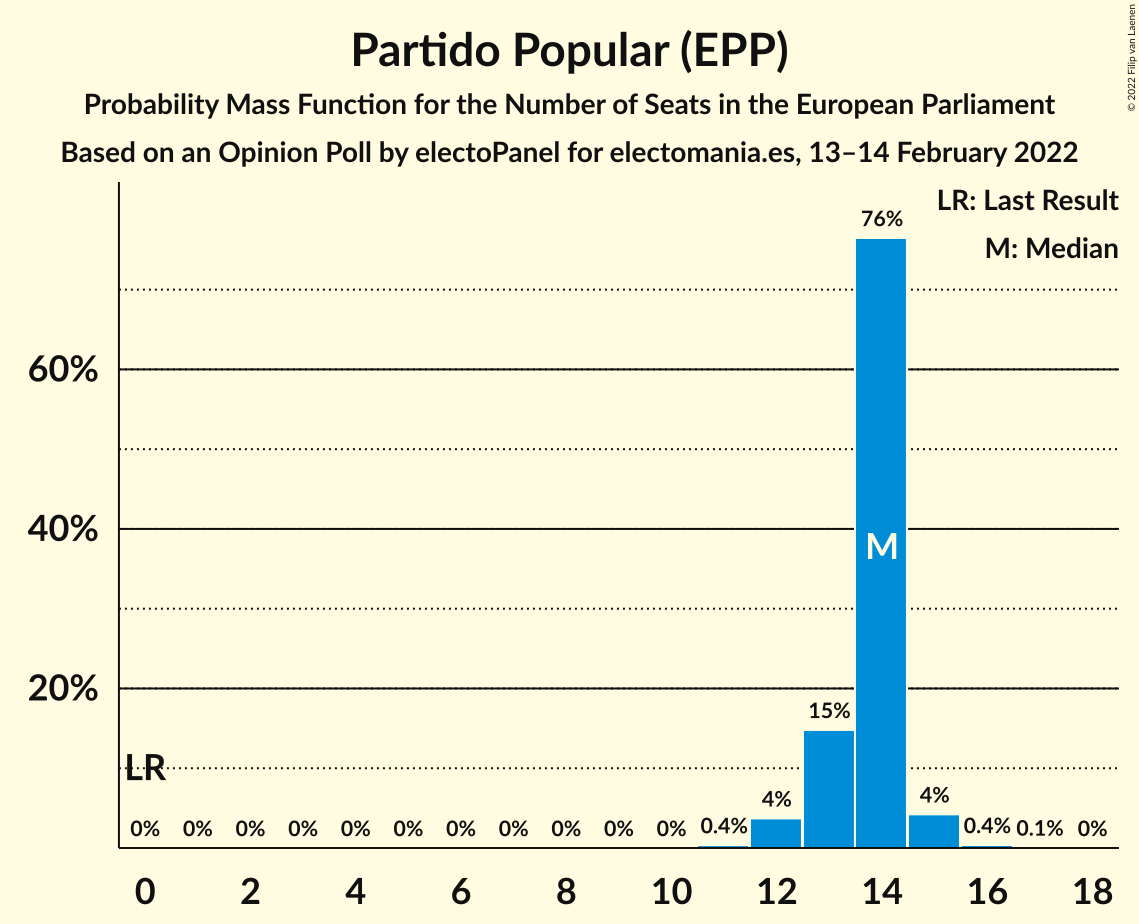 Partido Popular (EPP)
Probability Mass Function for the Number of Seats in the European Parliament
Based on an Opinion Poll by electoPanel for electomania.es, 13–14 February 2022
© 2022 Filip van Laenen
LR: Last Result
M: Median
60%
40%
20%
76%
M
15%
LR
4%
4%
0% 0% 0% 0% 0% 0% 0% 0% 0% 0% 0% 0.4% 0.4% 0.1% 0%
0 2 4 6 8 10 12 14 16 18